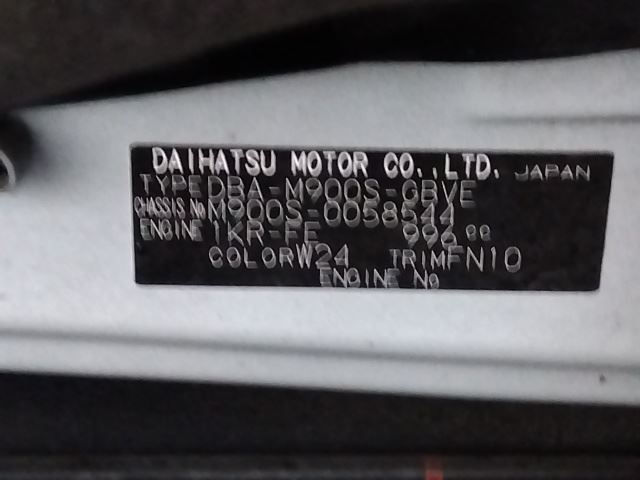 DAIHATSU MOTOR CO.,LTD. JAPAN
TYPE DBA-M900S-GBVE
CHASSIS No M900S-0058544
ENGINE 1KR-FE 996 cc
COLOR W24 TRIM FN10
ENGINE No